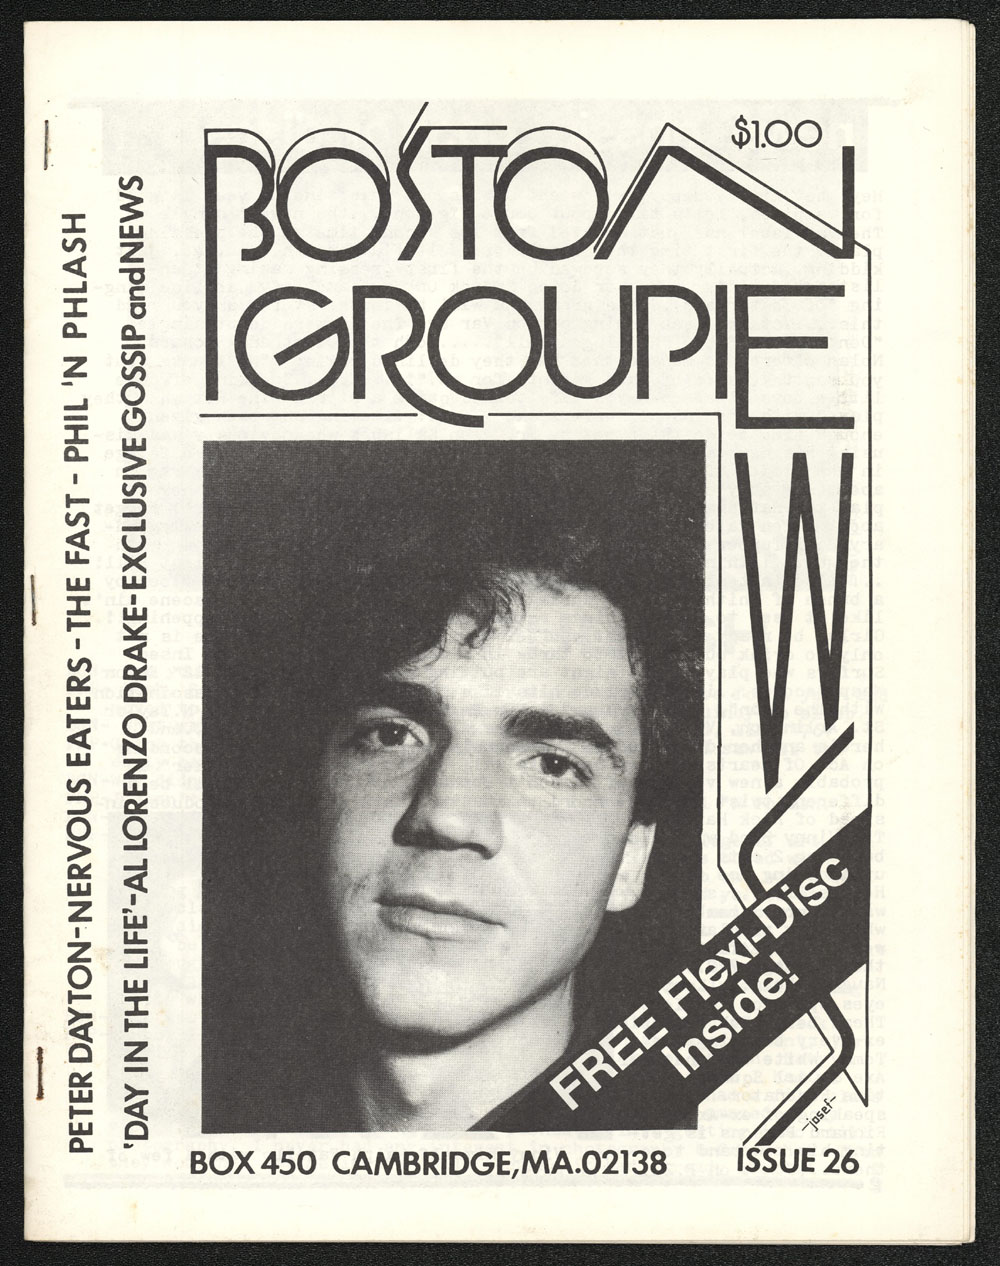 $1.00
BOSTON
GROUPIE
NEWS
PETER DAYTON-NERVOUS EATERS-THE FAST-PHIL 'N PHLASH
'DAY IN THE LIFE'-AL LORENZO DRAKE-EXCLUSIVE GOSSIP and NEWS
FREE Flexi-Disc
Inside!
-josef-
BOX 450 CAMBRIDGE,MA.02138
ISSUE 26